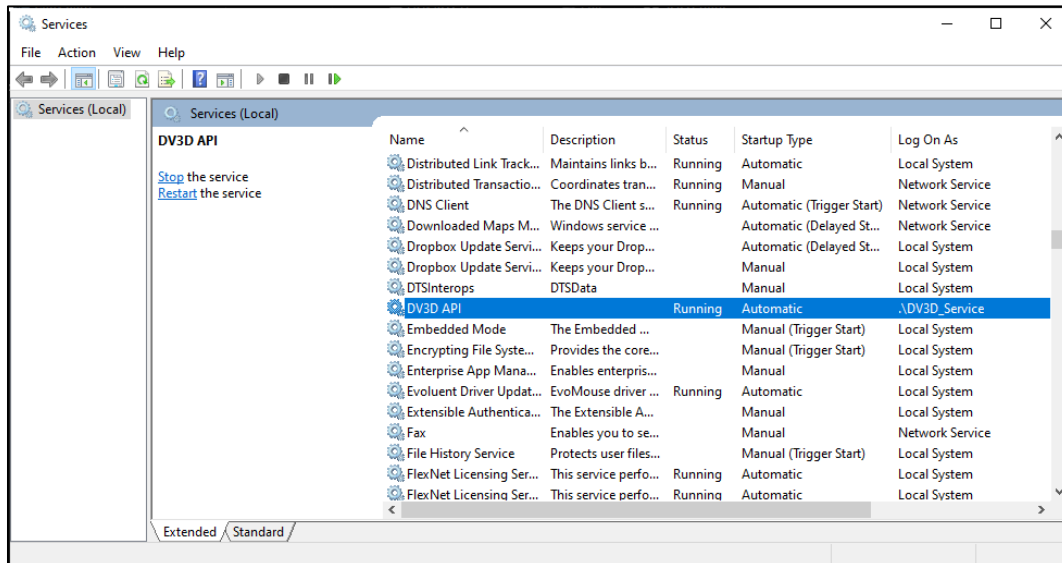 Services
File Action View Help
Services (Local)
Services (Local)
DV3D API
Stop the service
Restart the service
Name Description Status Startup Type Log On As
Distributed Link Track... Maintains links b... Running Automatic Local System
Distributed Transactio... Coordinates tran... Running Manual Network Service
DNS Client The DNS Client s... Running Automatic (Trigger Start) Network Service
Downloaded Maps M... Windows service ... Automatic (Delayed St... Network Service
Dropbox Update Servi... Keeps your Drop... Automatic (Delayed St... Local System
Dropbox Update Servi... Keeps your Drop... Manual Local System
DTSInterops DTSData Manual Local System
DV3D API Running Automatic .\DV3D_Service
Embedded Mode The Embedded ... Manual (Trigger Start) Local System
Encrypting File Syste... Provides the core... Manual (Trigger Start) Local System
Enterprise App Mana... Enables enterpris... Manual Local System
Evoluent Driver Updat... EvoMouse driver ... Running Automatic Local System
Extensible Authentica... The Extensible A... Manual Local System
Fax Enables you to se... Manual Network Service
File History Service Protects user files... Manual (Trigger Start) Local System
FlexNet Licensing Ser... This service perfo... Running Automatic Local System
FlexNet Licensing Ser... This service perfo... Running Automatic Local System
Extended Standard